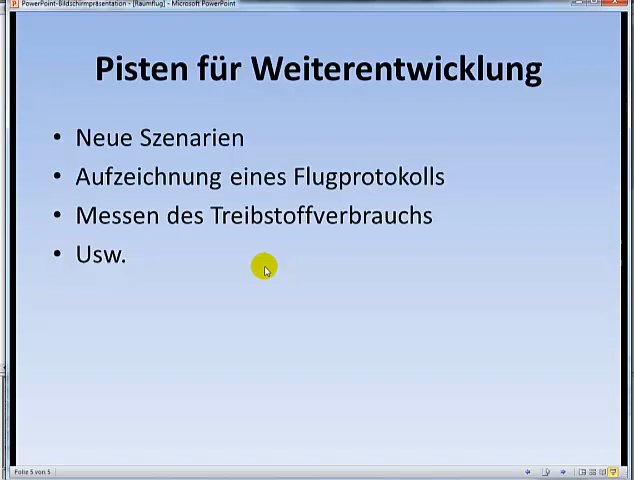 PowerPoint-Bildschirmpräsentation - [Raumflug] - Microsoft PowerPoint
Pisten für Weiterentwicklung
• Neue Szenarien
• Aufzeichnung eines Flugprotokolls
• Messen des Treibstoffverbrauchs
• Usw.
Folie 5 von 5